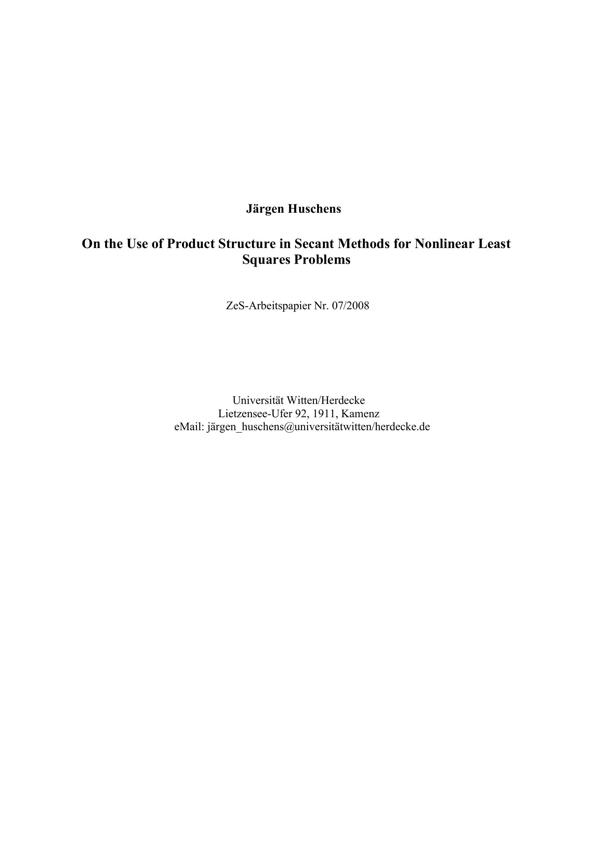 Järgen Huschens
On the Use of Product Structure in Secant Methods for Nonlinear Least
Squares Problems
ZeS-Arbeitspapier Nr. 07/2008
Universität Witten/Herdecke
Lietzensee-Ufer 92, 1911, Kamenz
eMail: järgen_huschens@universitätwitten/herdecke.de